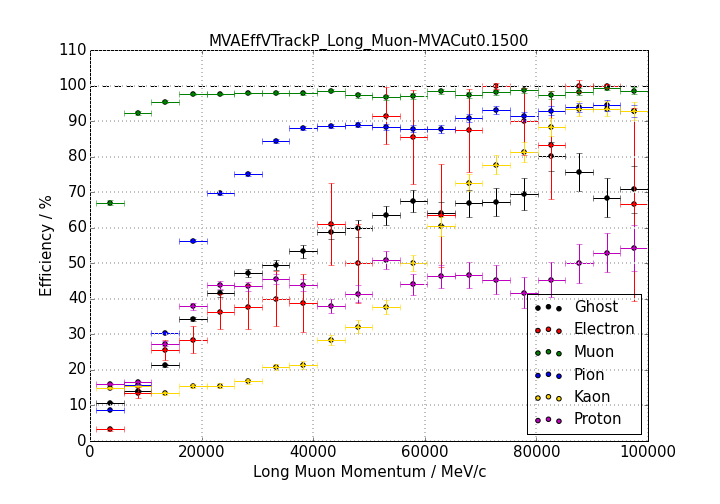 MVAEffVTrackP_Long_Muon-MVACut0.1500
110
100
90
80
70
60
50
40
30
20
10
0
Efficiency / %
Ghost
Electron
Muon
Pion
Kaon
Proton
0 20000 40000 60000 80000 100000
Long Muon Momentum / MeV/c